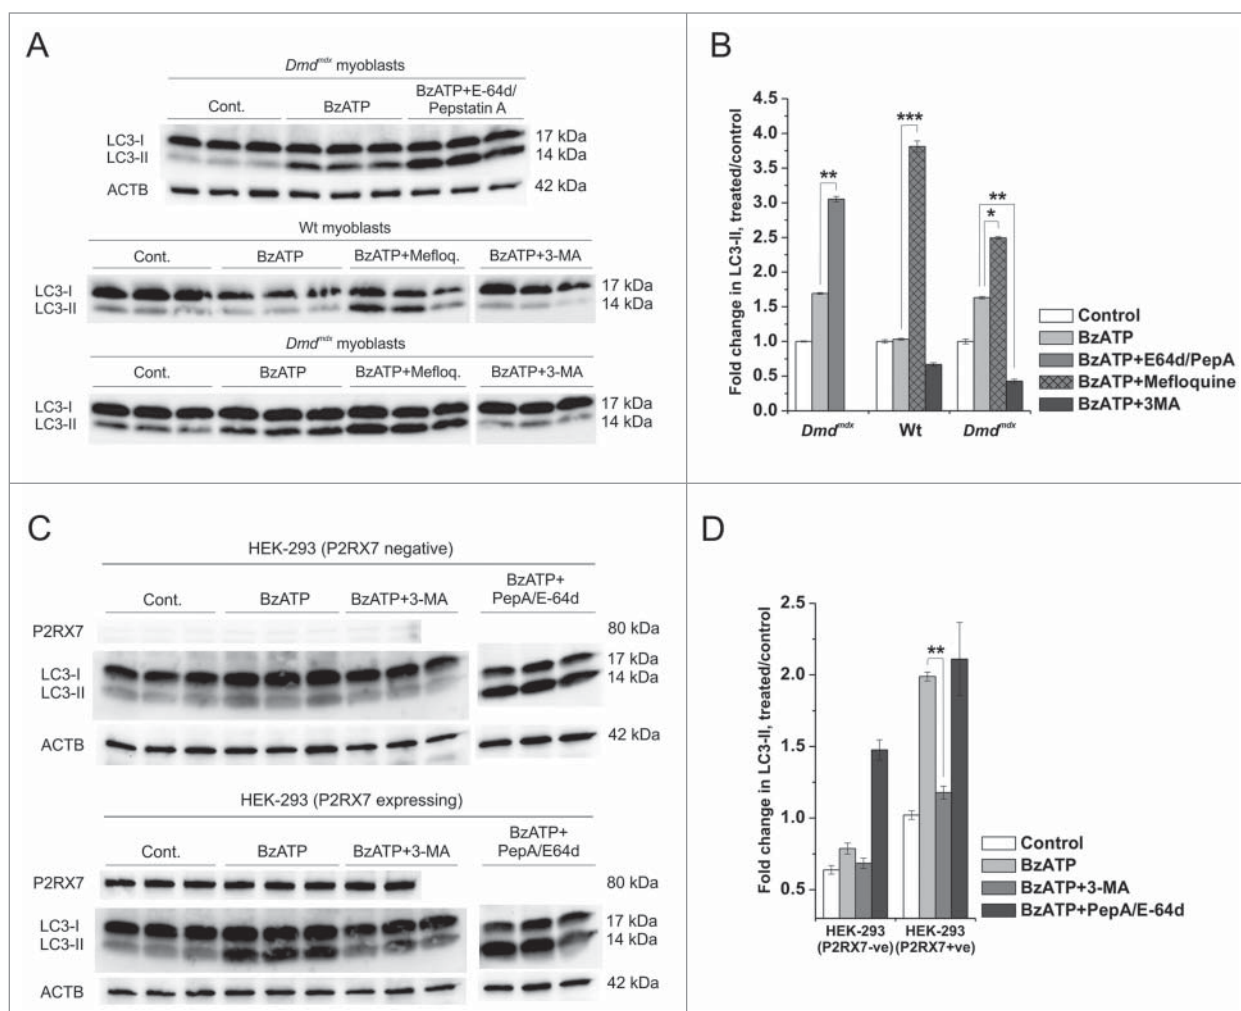 A
Dmdmdx myoblasts
Cont.
BzATP
BzATP+E-64d/
Pepstatin A
LC3-I
LC3-II
ACTB
17 kDa
14 kDa
42 kDa
Wt myoblasts
Cont.
BzATP
BzATP+Mefloq.
BzATP+3-MA
LC3-I
LC3-II
17 kDa
14 kDa
Dmdmdx myoblasts
Cont.
BzATP
BzATP+Mefloq.
BzATP+3-MA
LC3-I
LC3-II
17 kDa
14 kDa
B
Fold change in LC3-II, treated/control
4.5
4.0
3.5
3.0
2.5
2.0
1.5
1.0
0.5
0.0
**
***
**
*
Dmdmdx
Wt
Dmdmdx
Control
BzATP
BzATP+E64d/PepA
BzATP+Mefloquine
BzATP+3MA
C
HEK-293 (P2RX7 negative)
Cont.
BzATP
BzATP+3-MA
BzATP+
PepA/E-64d
P2RX7
LC3-I
LC3-II
ACTB
80 kDa
17 kDa
14 kDa
42 kDa
HEK-293 (P2RX7 expressing)
Cont.
BzATP
BzATP+3-MA
BzATP+
PepA/E64d
P2RX7
LC3-I
LC3-II
ACTB
80 kDa
17 kDa
14 kDa
42 kDa
D
Fold change in LC3-II, treated/control
2.5
2.0
1.5
1.0
0.5
**
HEK-293
(P2RX7-ve)
HEK-293
(P2RX7+ve)
Control
BzATP
BzATP+3-MA
BzATP+PepA/E-64d